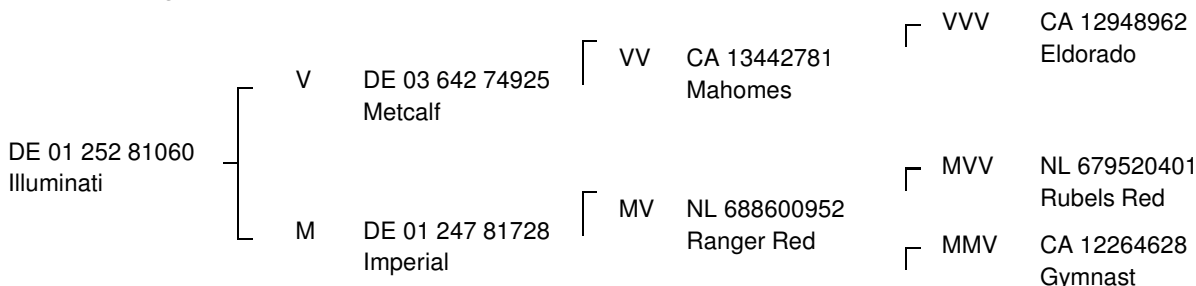 VVV CA 12948962
Eldorado
VV CA 13442781
Mahomes
V DE 03 642 74925
Metcalf
DE 01 252 81060
Illuminati
MVV NL 679520401
Rubels Red
MV NL 688600952
Ranger Red
M DE 01 247 81728
Imperial
MMV CA 12264628
Gymnast